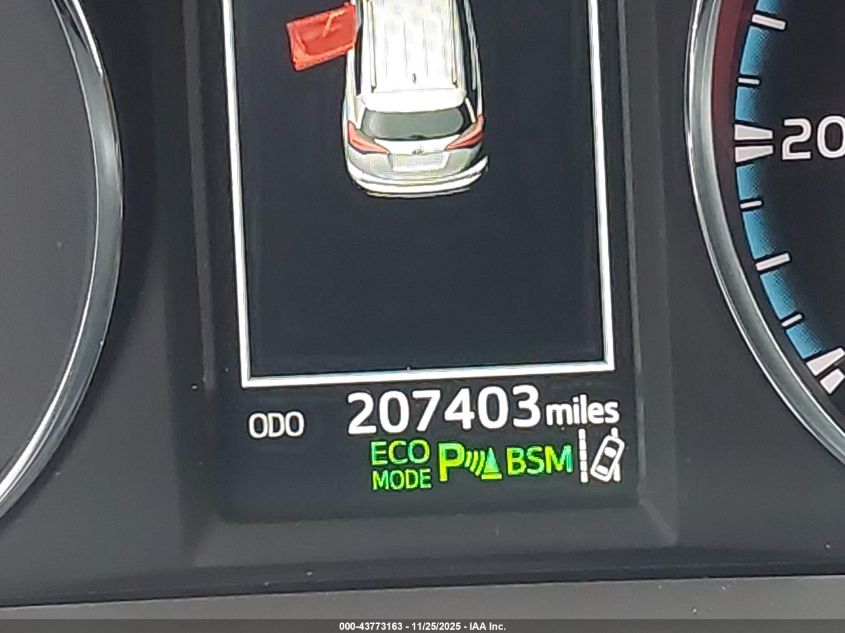 20
ODO 207403 miles
ECO MODE P BSM
000-43773163 - 11/25/2025 - IAA Inc.